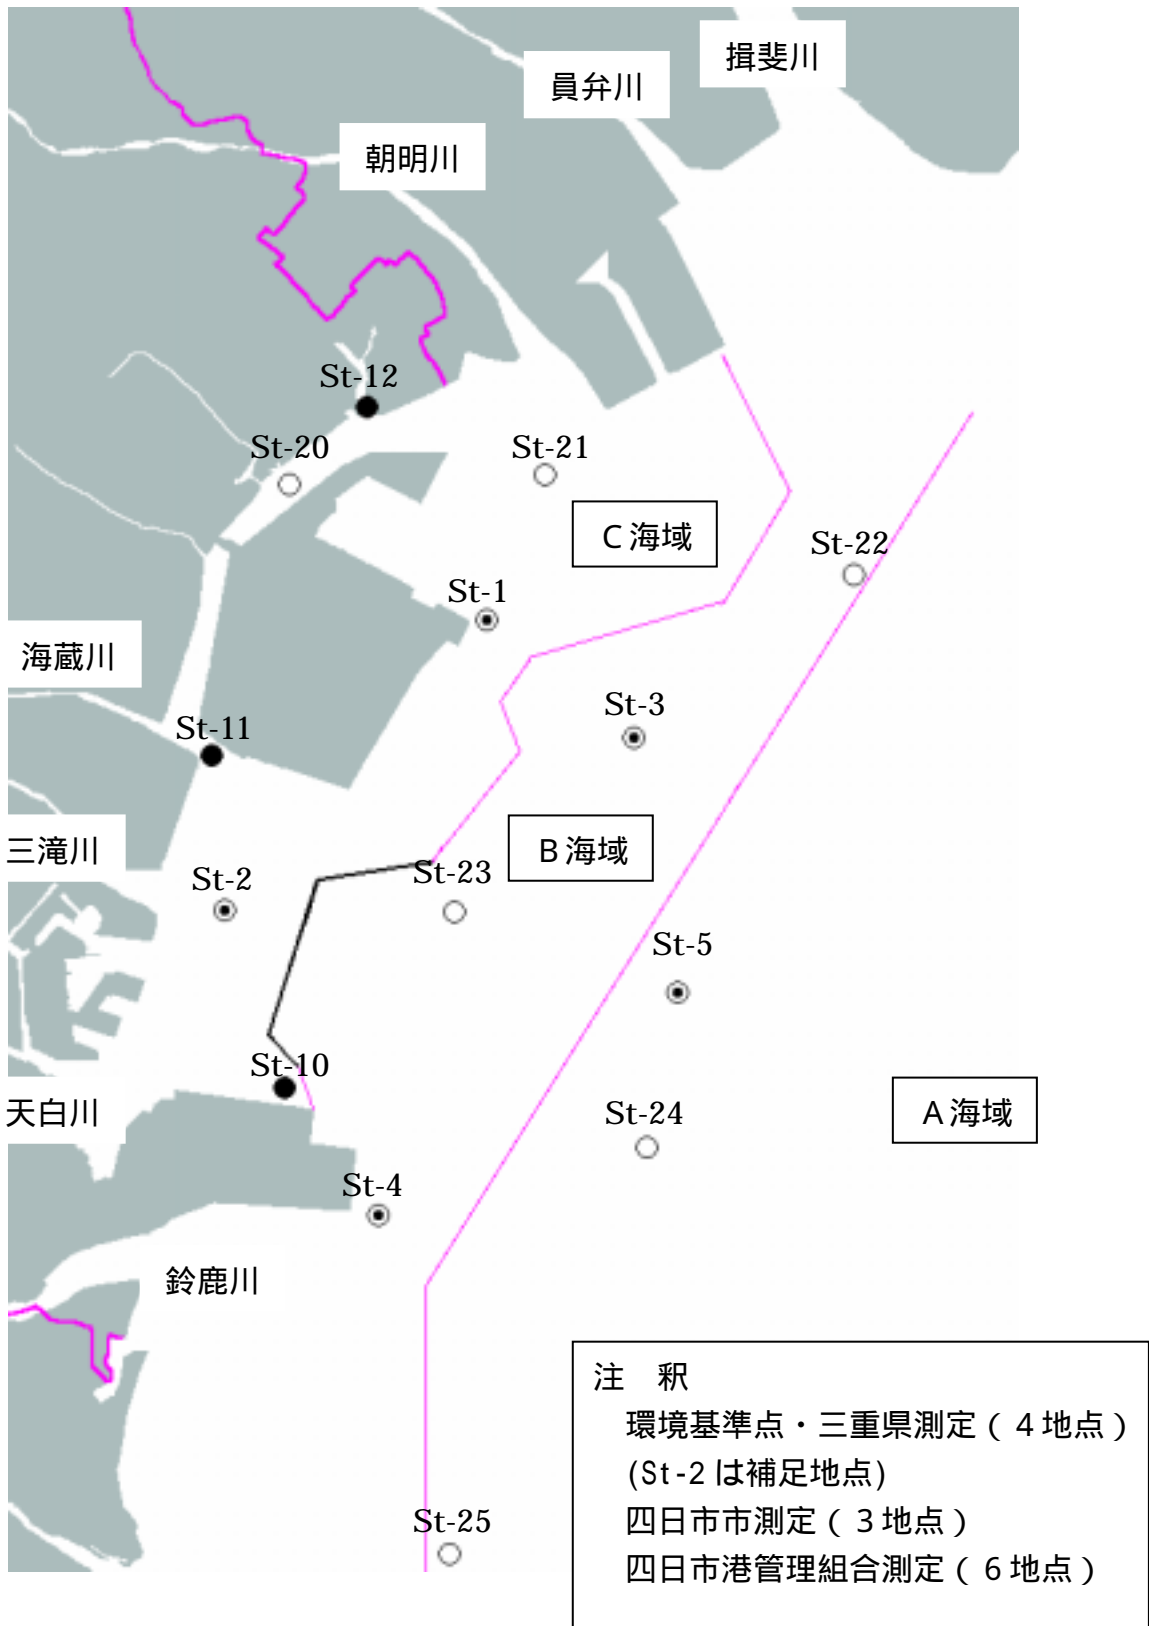 揖斐川
員弁川
朝明川
St-12
St-20
St-21
C海域
St-22
St-1
海蔵川
St-3
St-11
三滝川
B海域
St-23
St-2
St-5
St-10
天白川
St-24
A海域
St-4
鈴鹿川
注　釈
環境基準点・三重県測定（４地点）
(St-2は補足地点)
四日市市測定（３地点）
四日市港管理組合測定（６地点）
St-25